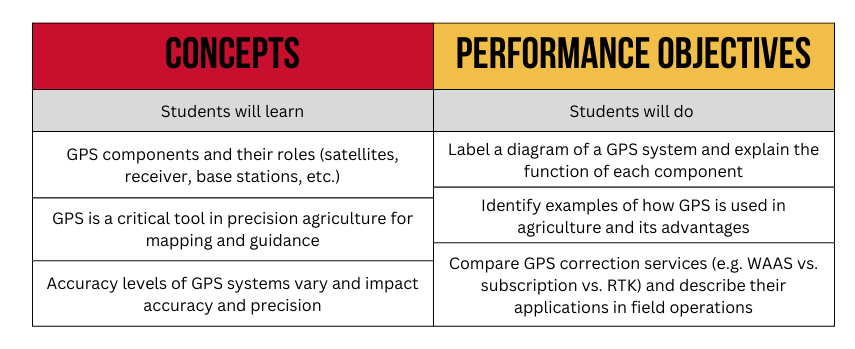 CONCEPTS
PERFORMANCE OBJECTIVES
Students will learn
Students will do
GPS components and their roles (satellites,
receiver, base stations, etc.)
Label a diagram of a GPS system and explain the
function of each component
GPS is a critical tool in precision agriculture for
mapping and guidance
Identify examples of how GPS is used in
agriculture and its advantages
Accuracy levels of GPS systems vary and impact
accuracy and precision
Compare GPS correction services (e.g. WAAS vs.
subscription vs. RTK) and describe their
applications in field operations